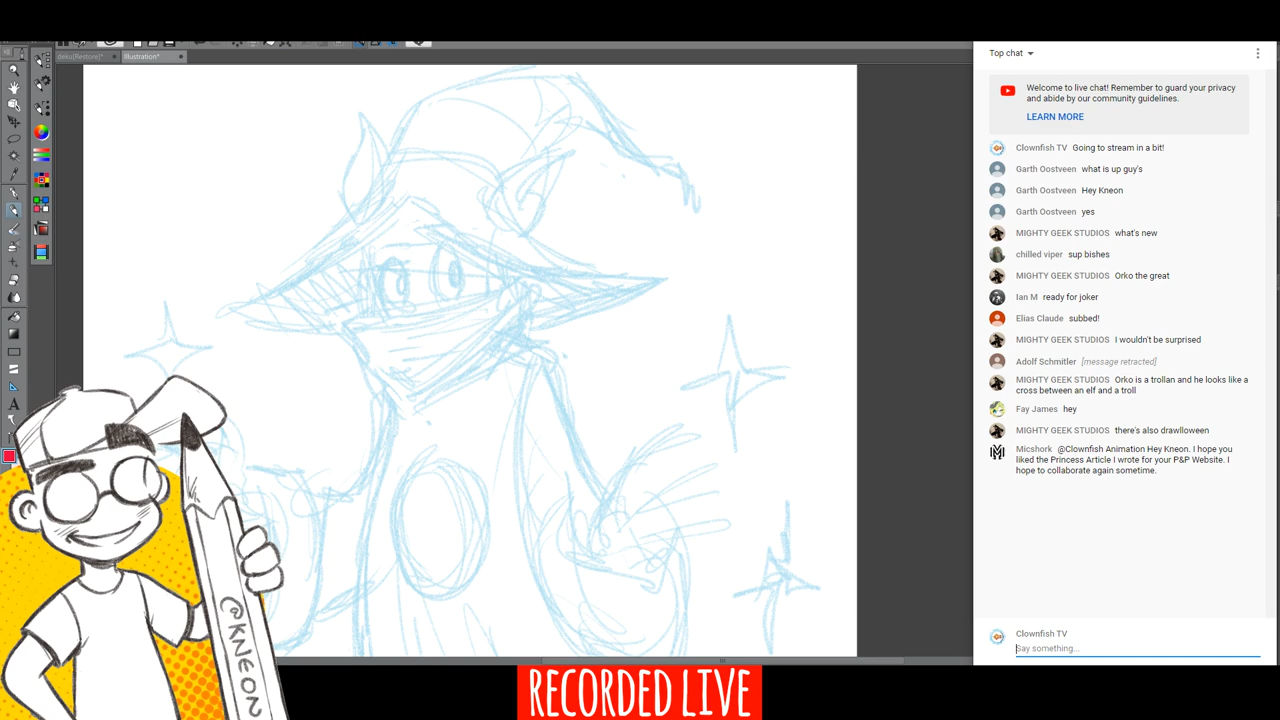 deku(Restore)*
Illustration*
Top chat
Welcome to live chat! Remember to guard your privacy
and abide by our community guidelines.
LEARN MORE
Clownfish TV Going to stream in a bit!
Garth Oostveen what is up guy's
Garth Oostveen Hey Kneon
Garth Oostveen yes
MIGHTY GEEK STUDIOS what's new
chilled viper sup bishes
MIGHTY GEEK STUDIOS Orko the great
Ian M ready for joker
Elias Claude subbed!
MIGHTY GEEK STUDIOS I wouldn't be surprised
Adolf Schmitler [message retracted]
MIGHTY GEEK STUDIOS Orko is a trollan and he looks like a
cross between an elf and a troll
Fay James hey
MIGHTY GEEK STUDIOS there's also drawlloween
Micshork @Clownfish Animation Hey Kneon. I hope you
liked the Princess Article I wrote for your P&P Website. I
hope to collaborate again sometime.
Clownfish TV
Say something...
@KNEON
RECORDED LIVE